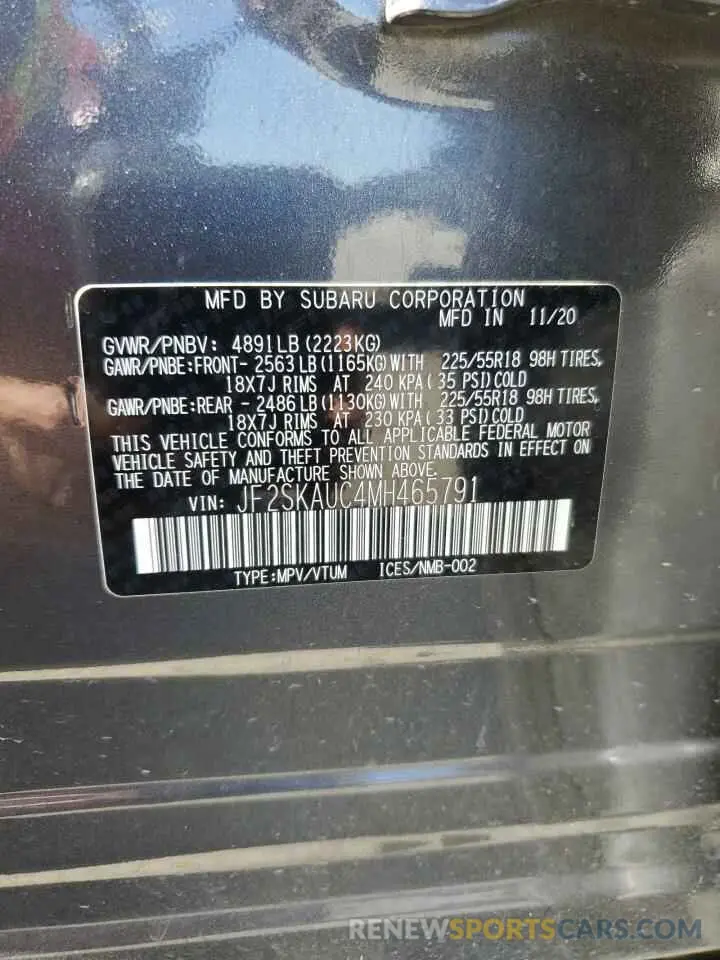 MFD BY SUBARU CORPORATION
MFD IN 11/20
GVWR/PNBV: 4891LB (2223KG)
GAWR/PNBE:FRONT- 2563LB (1165KG)WITH 225/55R18 98H TIRES,
18X7J RIMS AT 240 KPA( 35 PSI)COLD
GAWR/PNBE:REAR - 2486LB (1130KG)WITH 225/55R18 98H TIRES,
18X7J RIMS AT 230 KPA( 33 PSI)COLD
THIS VEHICLE CONFORMS TO ALL APPLICABLE FEDERAL MOTOR
VEHICLE SAFETY AND THEFT PREVENTION STANDARDS IN EFFECT ON
THE DATE OF MANUFACTURE SHOWN ABOVE.
VIN: JF2SKAUC4MH465791
TYPE:MPV/VTUM ICES/NMB-002
RENEWSPORTSCARS.COM